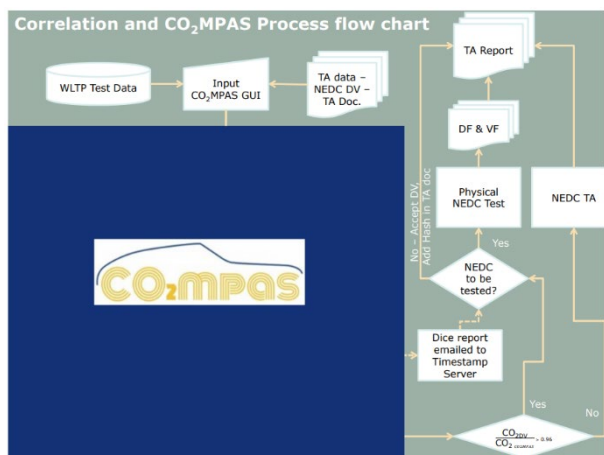 Correlation and CO₂MPAS Process flow chart
TA Report
WLTP Test Data
Input
CO₂MPAS GUI
TA data –
NEDC DV –
TA Doc.
DF & VF
No – Accept DV,
Add Hash in TA doc
Physical
NEDC Test
NEDC TA
Yes
NEDC
to be
tested?
CO₂MPAS
Dice report
emailed to
Timestamp
Server
Yes
No
CO₂DV
CO₂